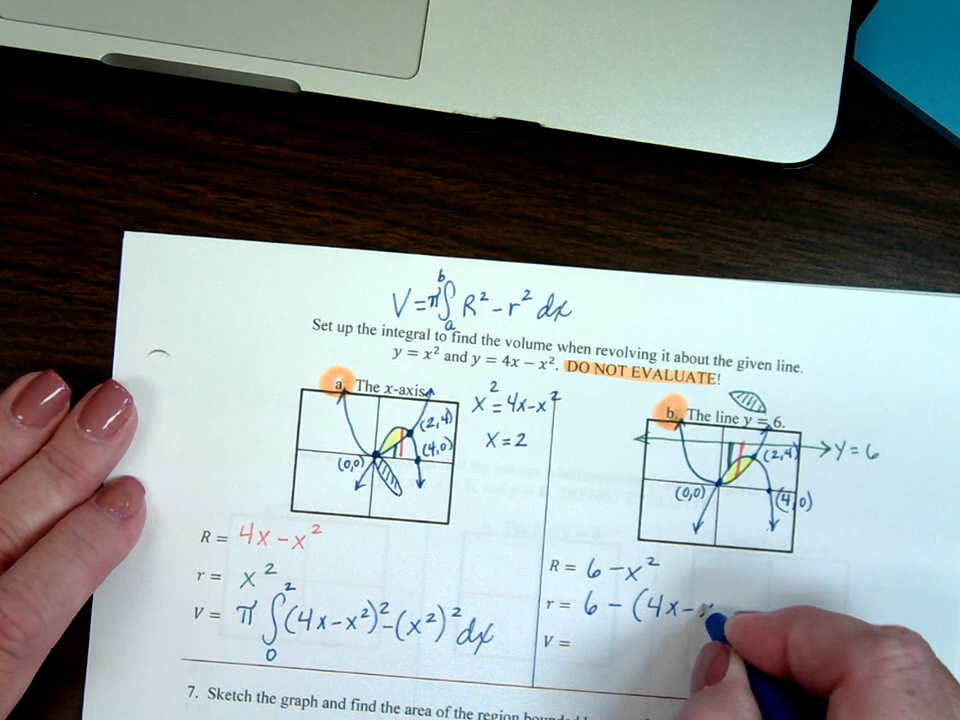 V = π∫ₐᵇ R² - r² dx
Set up the integral to find the volume when revolving it about the given line.
y = x² and y = 4x − x². DO NOT EVALUATE!
a. The x-axis
(2,4)
(4,0)
(0,0)
x² = 4x-x²
x = 2
R = 4x - x²
r = x²
V = π ∫₀² (4x-x²)² - (x²)² dx
b. The line y = 6.
y = 6
(2,4)
(0,0)
(4,0)
R = 6 - x²
r = 6 - (4x -
V =
7. Sketch the graph and find the area of the region